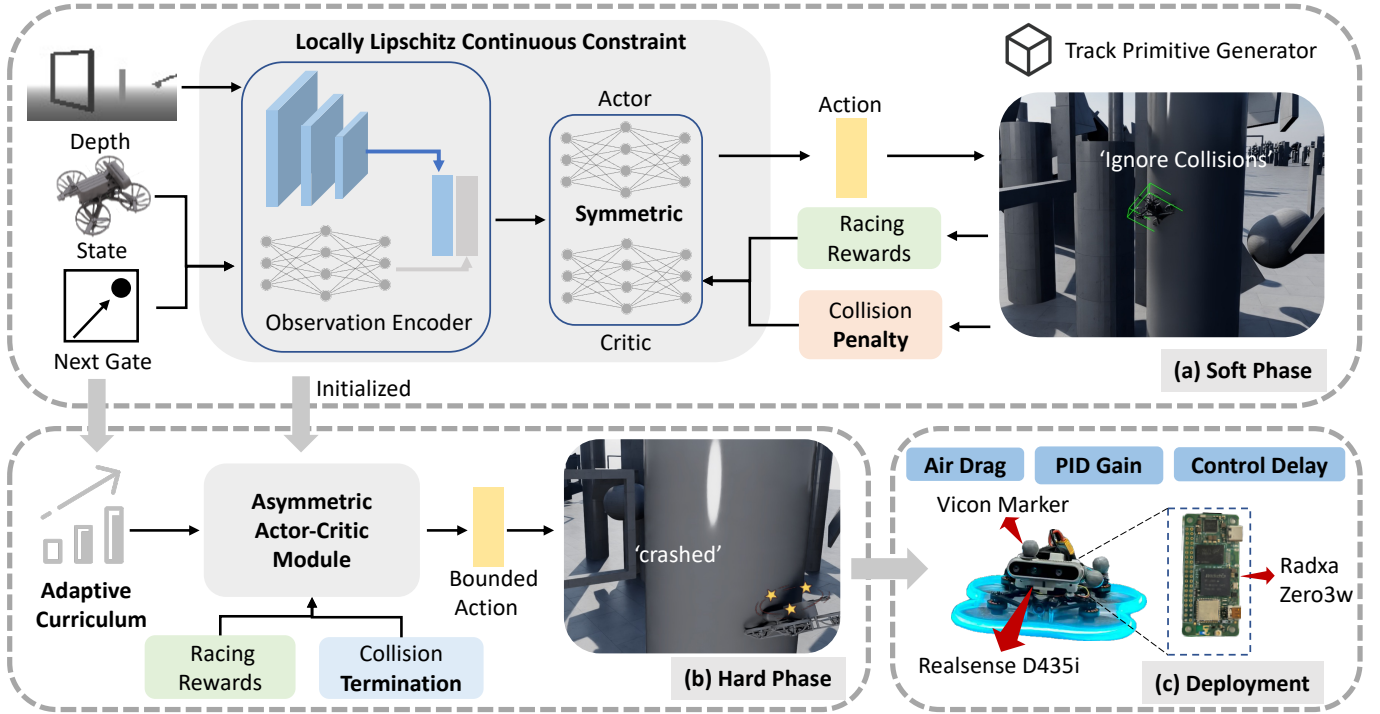 Locally Lipschitz Continuous Constraint
Track Primitive Generator
Depth
State
Next Gate
Observation Encoder
Actor
Symmetric
Critic
Action
Racing
Rewards
Collision
Penalty
'Ignore Collisions'
(a) Soft Phase
Initialized
Adaptive
Curriculum
Asymmetric
Actor-Critic
Module
Racing
Rewards
Collision
Termination
Bounded
Action
'crashed'
(b) Hard Phase
Air Drag
PID Gain
Control Delay
Vicon Marker
Radxa
Zero3w
Realsense D435i
(c) Deployment